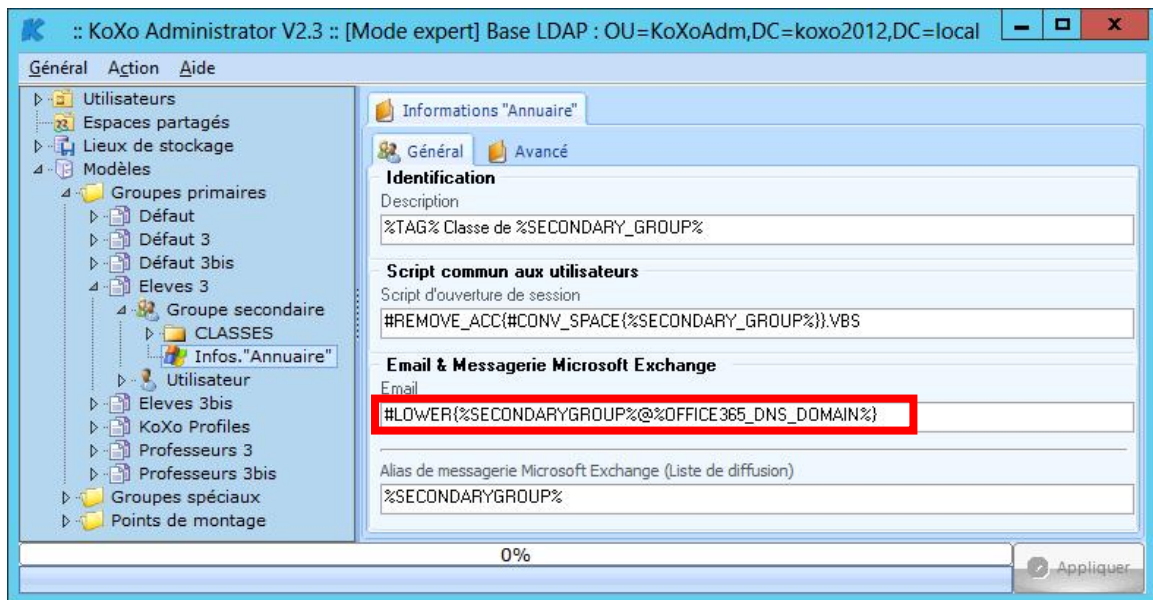 :: KoXo Administrator V2.3 :: [Mode expert] Base LDAP : OU=KoXoAdm,DC=koxo2012,DC=local
Général Action Aide
Utilisateurs
Espaces partagés
Lieux de stockage
Modèles
Groupes primaires
Défaut
Défaut 3
Défaut 3bis
Eleves 3
Groupe secondaire
CLASSES
Infos."Annuaire"
Utilisateur
Eleves 3bis
KoXo Profiles
Professeurs 3
Professeurs 3bis
Groupes spéciaux
Points de montage
Informations "Annuaire"
Général Avancé
Identification
Description
%TAG% Classe de %SECONDARY_GROUP%
Script commun aux utilisateurs
Script d'ouverture de session
#REMOVE_ACC{#CONV_SPACE{%SECONDARY_GROUP%}}.VBS
Email & Messagerie Microsoft Exchange
Email
#LOWER{%SECONDARYGROUP%@%OFFICE365_DNS_DOMAIN%}
Alias de messagerie Microsoft Exchange (Liste de diffusion)
%SECONDARYGROUP%
0%
Appliquer